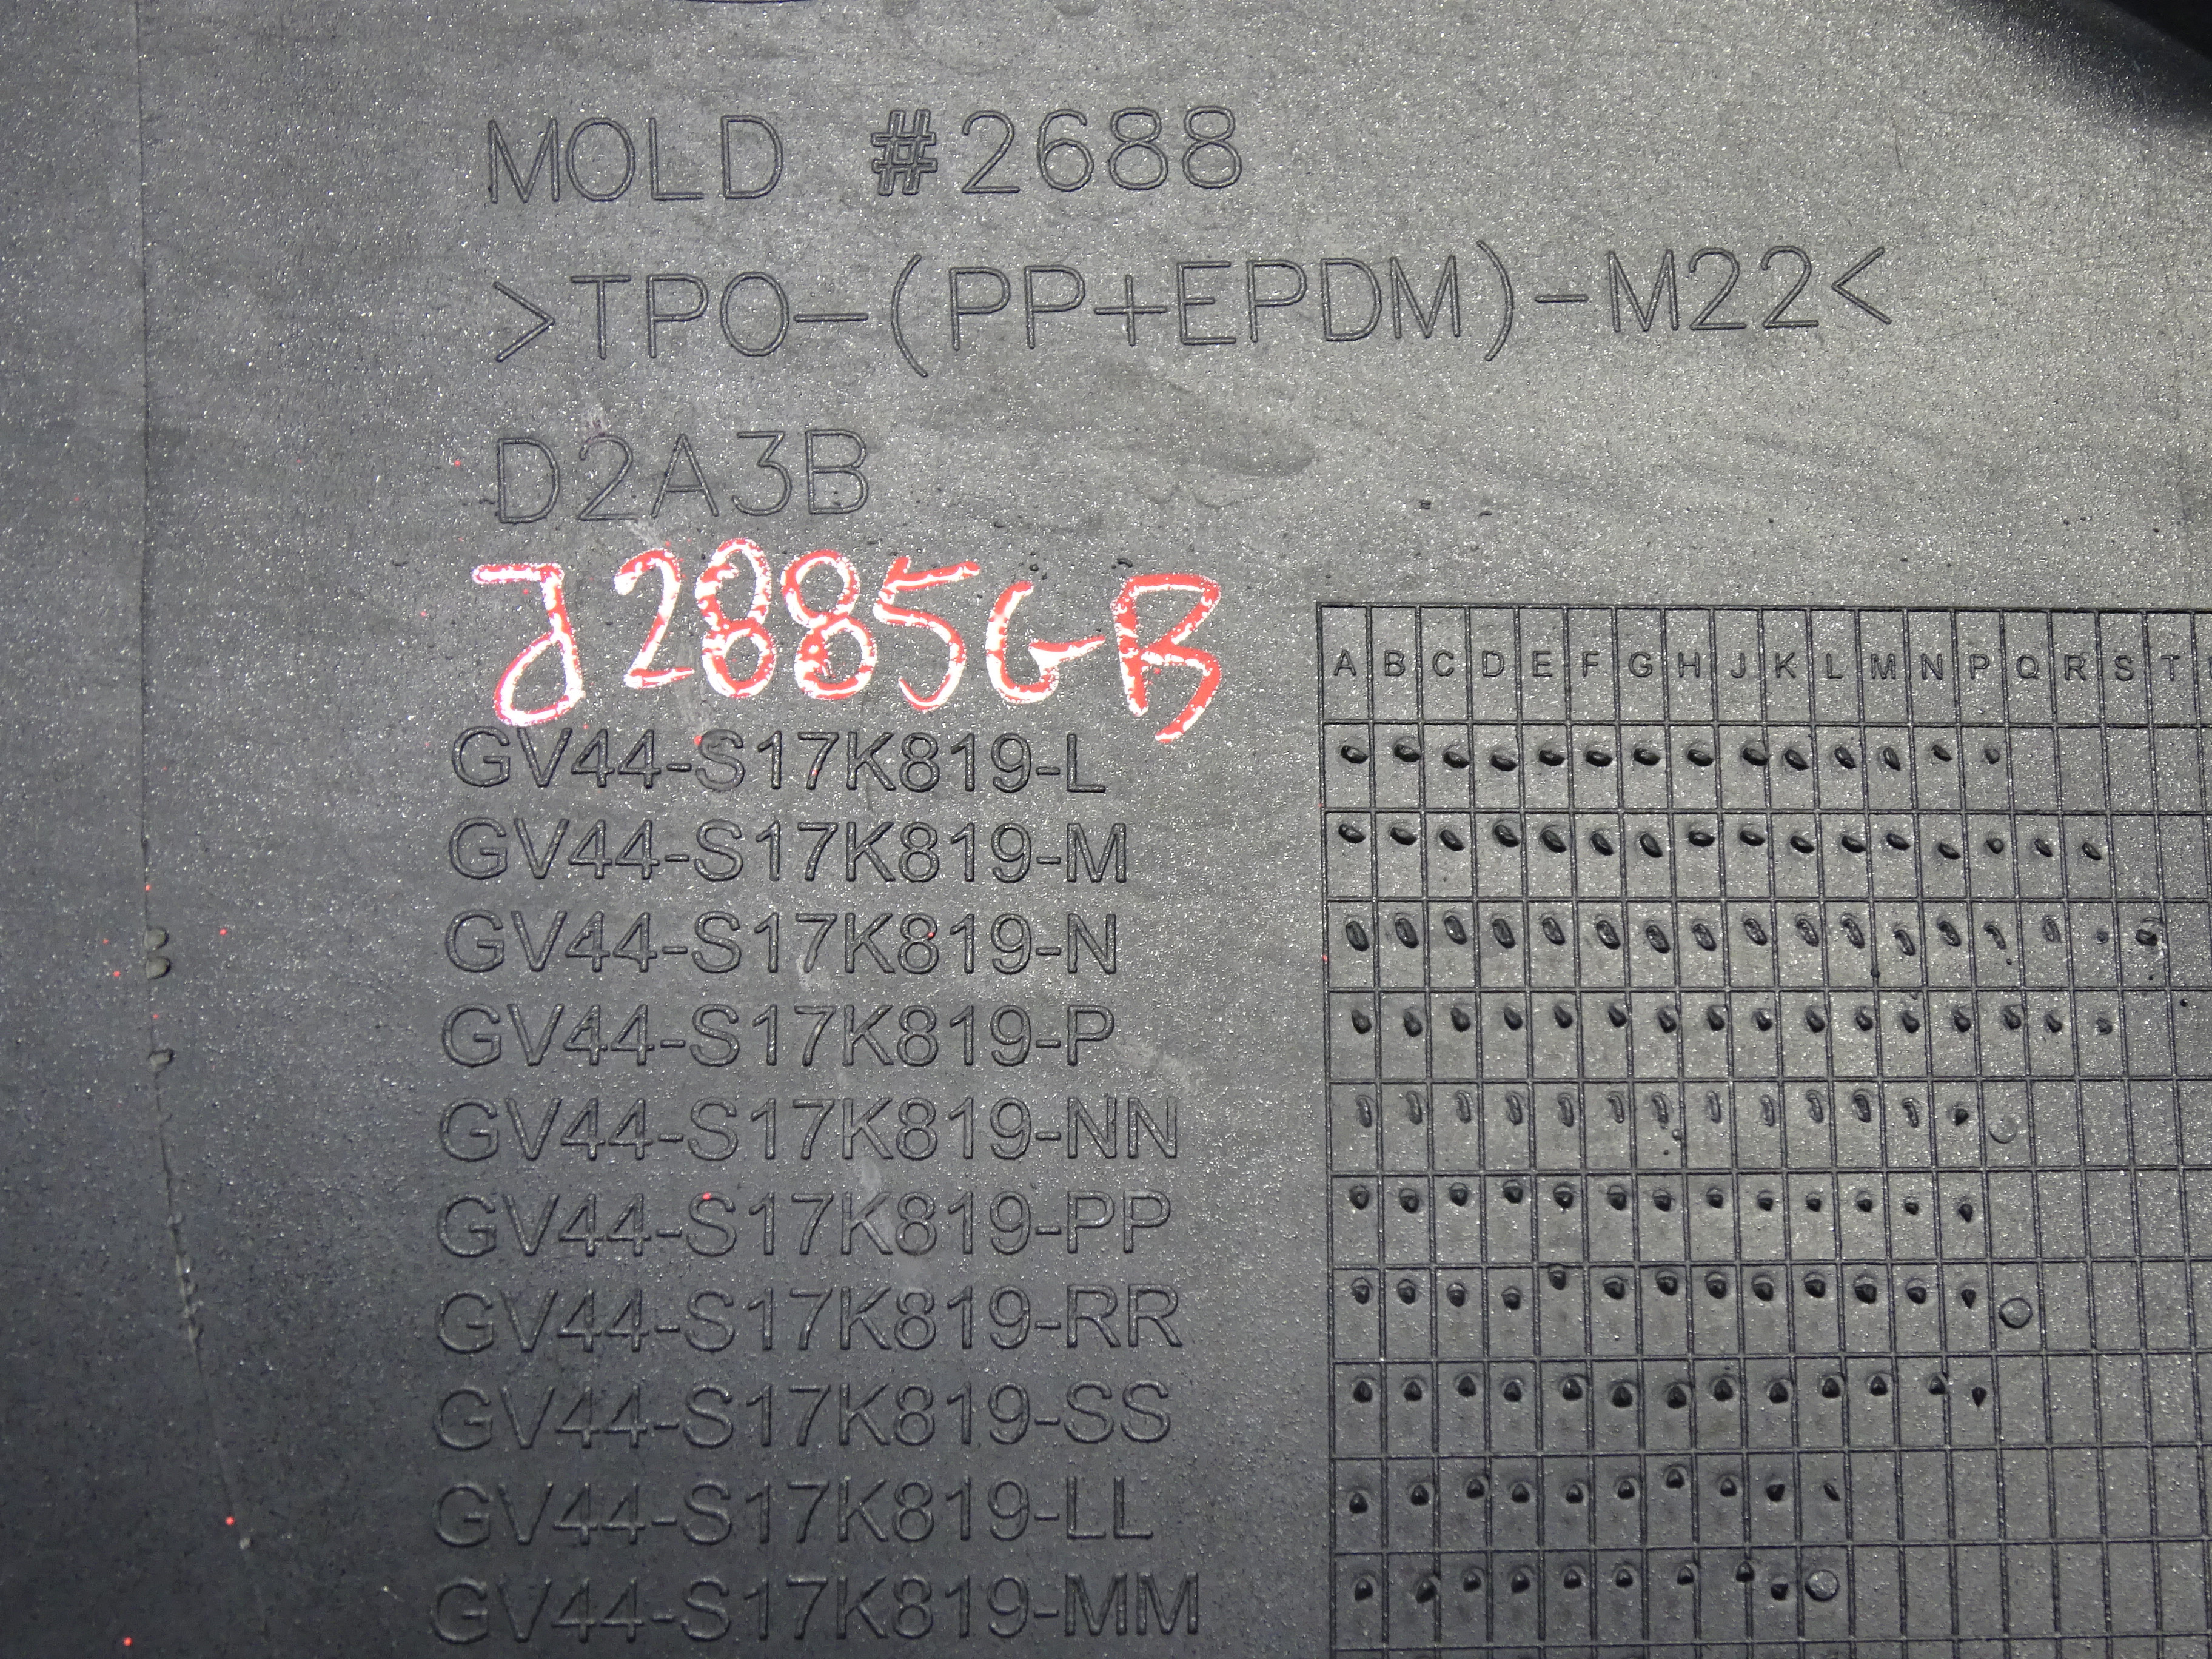 MOLD #2688
>TPO-(PP+EPDM)-M22<
D2A3B
J2885GB
A B C D E F G H J K L M N P Q R S T
GV44-S17K819-L
GV44-S17K819-M
GV44-S17K819-N
GV44-S17K819-P
GV44-S17K819-NN
GV44-S17K819-PP
GV44-S17K819-RR
GV44-S17K819-SS
GV44-S17K819-LL
GV44-S17K819-MM